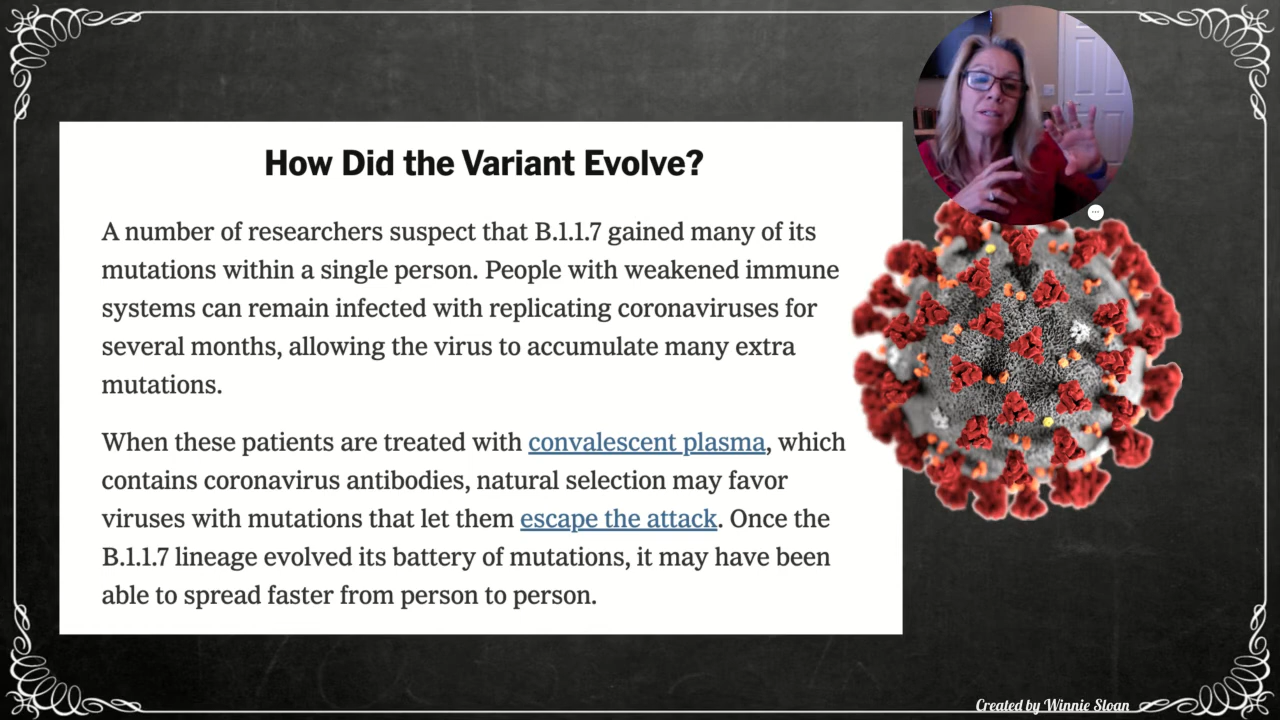 How Did the Variant Evolve?
A number of researchers suspect that B.1.1.7 gained many of its
mutations within a single person. People with weakened immune
systems can remain infected with replicating coronaviruses for
several months, allowing the virus to accumulate many extra
mutations.
When these patients are treated with convalescent plasma, which
contains coronavirus antibodies, natural selection may favor
viruses with mutations that let them escape the attack. Once the
B.1.1.7 lineage evolved its battery of mutations, it may have been
able to spread faster from person to person.
Created by Winnie Sloan